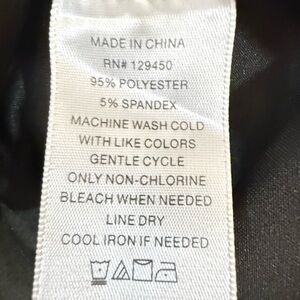 MADE IN CHINA
RN# 129450
95% POLYESTER
5% SPANDEX
MACHINE WASH COLD
WITH LIKE COLORS
GENTLE CYCLE
ONLY NON-CHLORINE
BLEACH WHEN NEEDED
LINE DRY
COOL IRON IF NEEDED